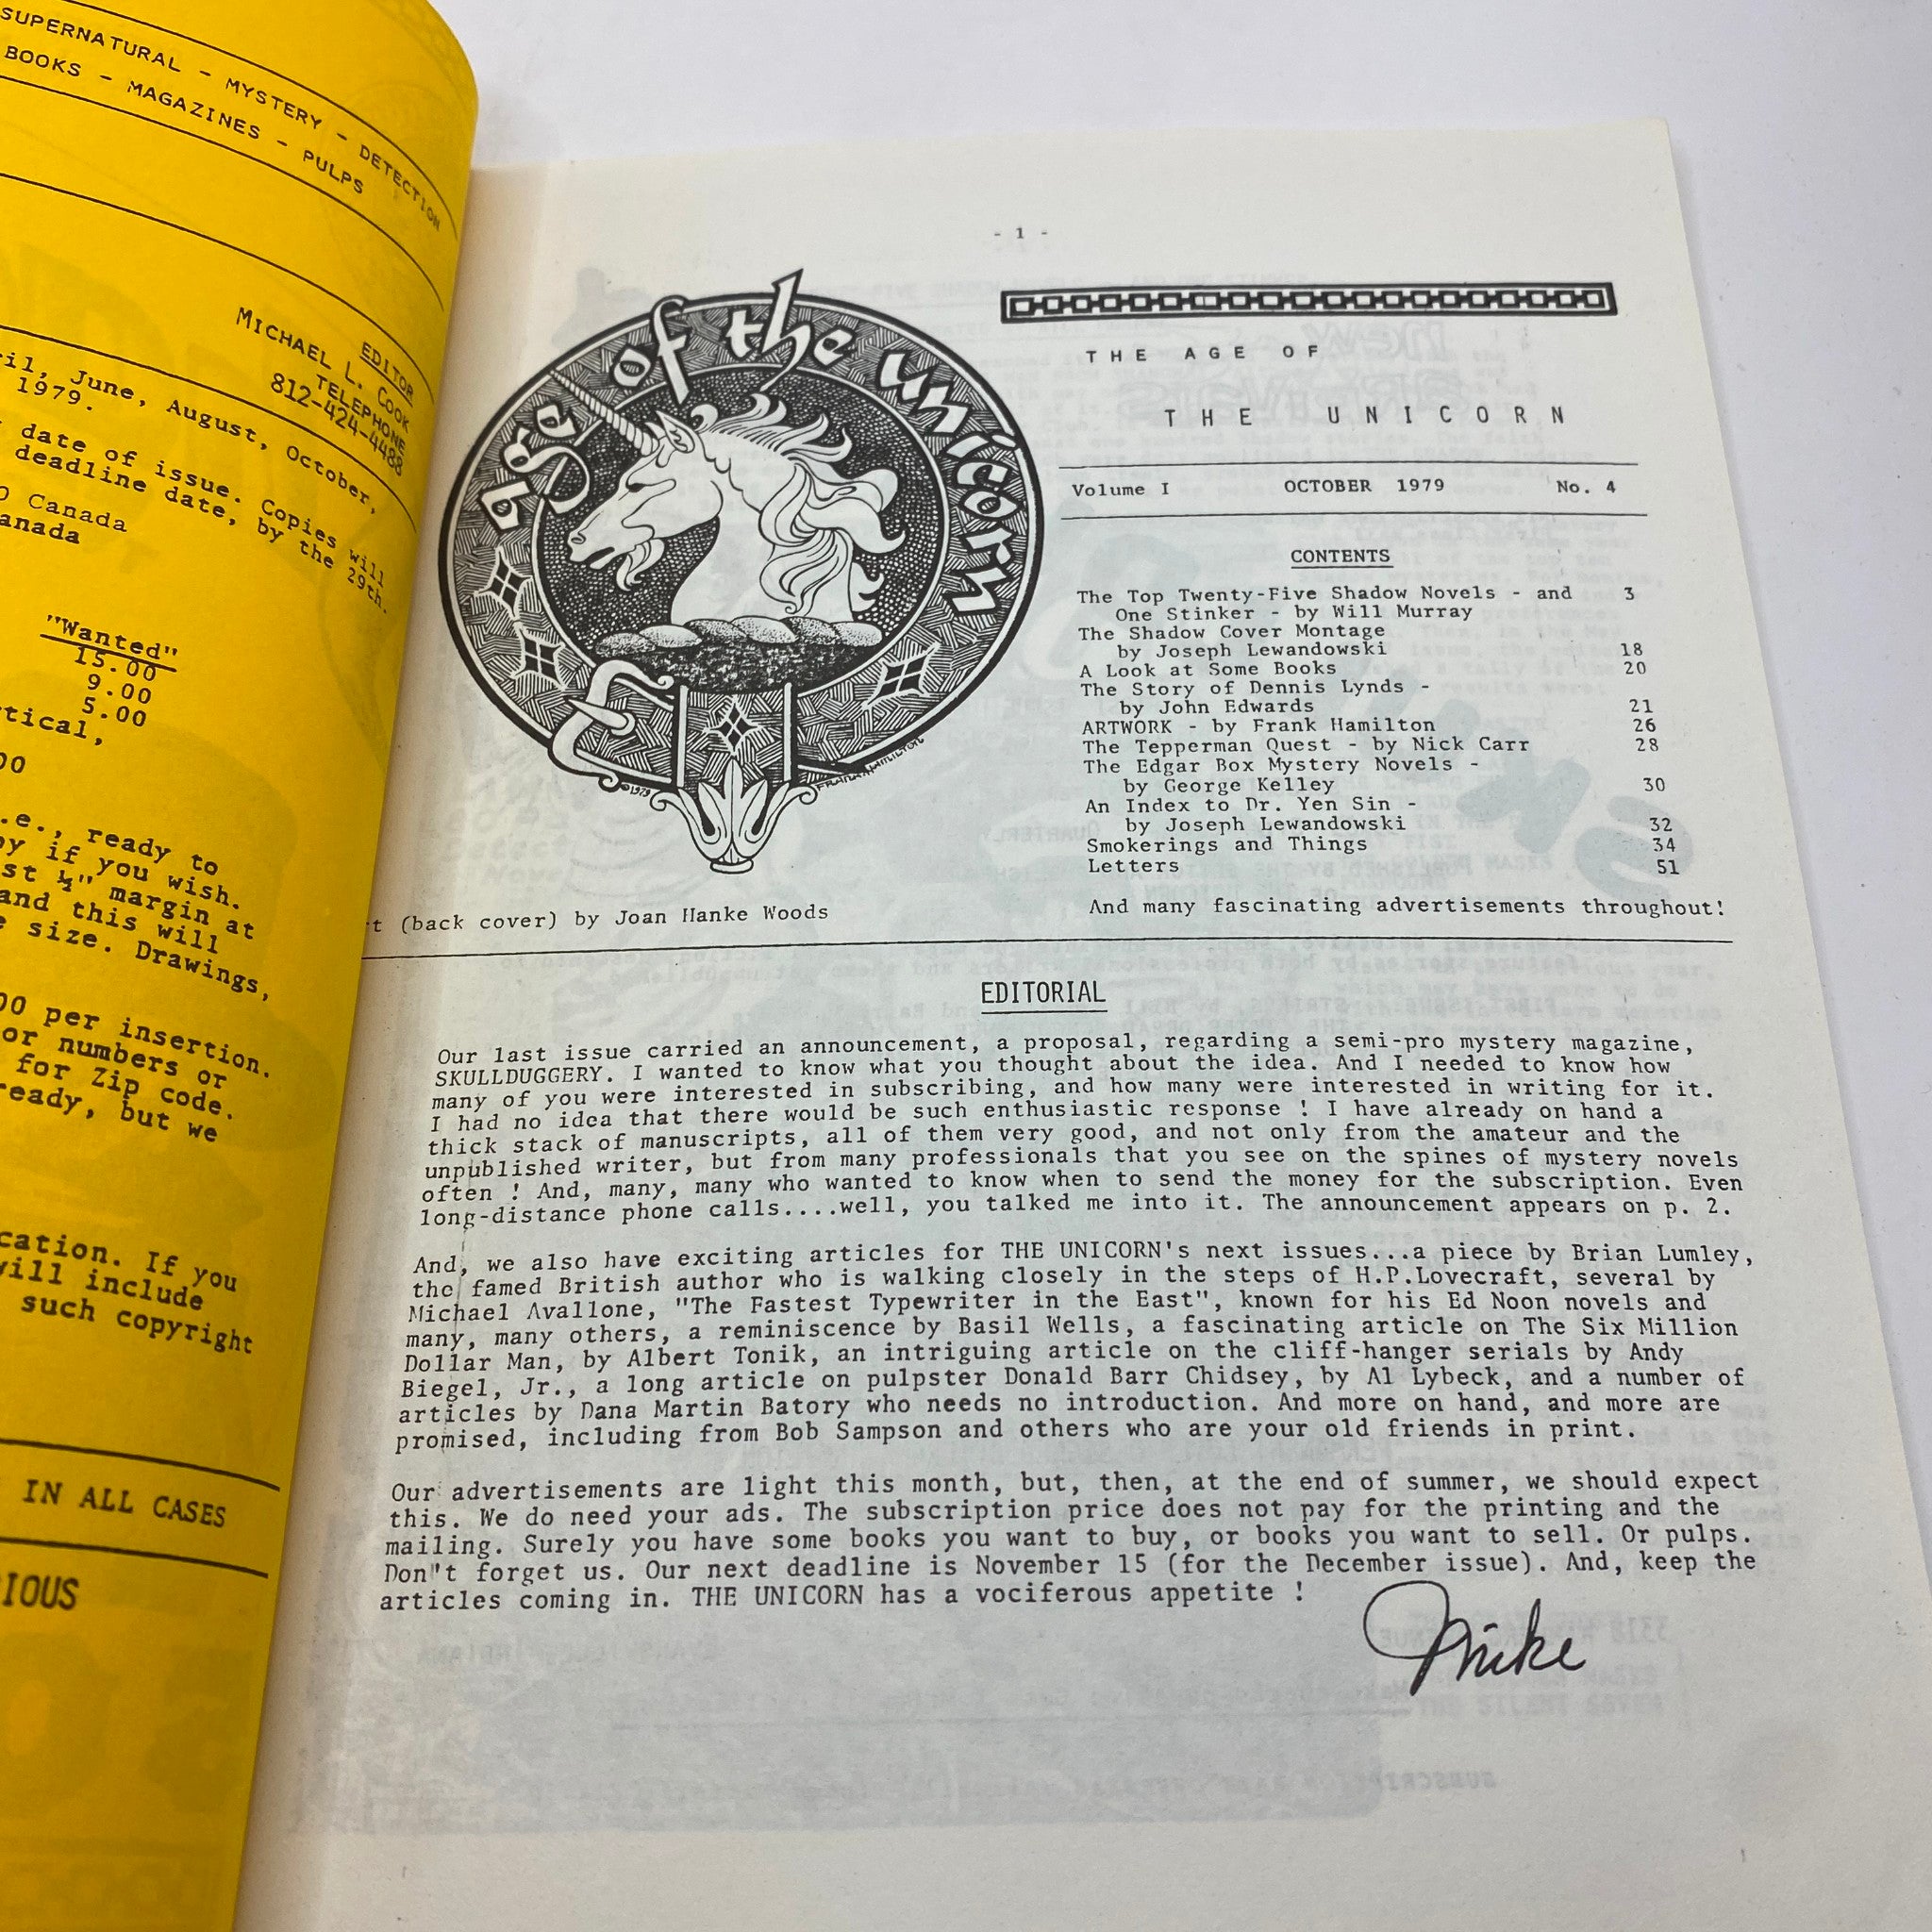 SUPERNATURAL - MYSTERY - DETECTION
BOOKS - MAGAZINES - PULPS
EDITOR
MICHAEL L. COOK
TELEPHONE
812-424-4488
June, August, October,
1979.
date of issue. Copies will
deadline date, by the 29th.
Canada
"Wanted"
15.00
9.00
5.00
ready to
if you wish.
½" margin at
and this will
size. Drawings,
per insertion.
or numbers or
for Zip code.
but we
If you
will include
such copyright
IN ALL CASES
- 1 -
age of the unicorn
©1979 FRANK HAMILTON
THE AGE OF
THE UNICORN
Volume I OCTOBER 1979 No. 4
CONTENTS
The Top Twenty-Five Shadow Novels - and 3
One Stinker - by Will Murray
The Shadow Cover Montage
by Joseph Lewandowski 18
A Look at Some Books 20
The Story of Dennis Lynds -
by John Edwards 21
ARTWORK - by Frank Hamilton 26
The Tepperman Quest - by Nick Carr 28
The Edgar Box Mystery Novels -
by George Kelley 30
An Index to Dr. Yen Sin -
by Joseph Lewandowski 32
Smokerings and Things 34
Letters 51
And many fascinating advertisements throughout!
(back cover) by Joan Hanke Woods
EDITORIAL
Our last issue carried an announcement, a proposal, regarding a semi-pro mystery magazine,
SKULLDUGGERY. I wanted to know what you thought about the idea. And I needed to know how
many of you were interested in subscribing, and how many were interested in writing for it.
I had no idea that there would be such enthusiastic response ! I have already on hand a
thick stack of manuscripts, all of them very good, and not only from the amateur and the
unpublished writer, but from many professionals that you see on the spines of mystery novels
often ! And, many, many who wanted to know when to send the money for the subscription. Even
long-distance phone calls....well, you talked me into it. The announcement appears on p. 2.
And, we also have exciting articles for THE UNICORN's next issues...a piece by Brian Lumley,
the famed British author who is walking closely in the steps of H.P.Lovecraft, several by
Michael Avallone, "The Fastest Typewriter in the East", known for his Ed Noon novels and
many, many others, a reminiscence by Basil Wells, a fascinating article on The Six Million
Dollar Man, by Albert Tonik, an intriguing article on the cliff-hanger serials by Andy
Biegel, Jr., a long article on pulpster Donald Barr Chidsey, by Al Lybeck, and a number of
articles by Dana Martin Batory who needs no introduction. And more on hand, and more are
promised, including from Bob Sampson and others who are your old friends in print.
Our advertisements are light this month, but, then, at the end of summer, we should expect
this. We do need your ads. The subscription price does not pay for the printing and the
mailing. Surely you have some books you want to buy, or books you want to sell. Or pulps.
Don"t forget us. Our next deadline is November 15 (for the December issue). And, keep the
articles coming in. THE UNICORN has a vociferous appetite !
Mike